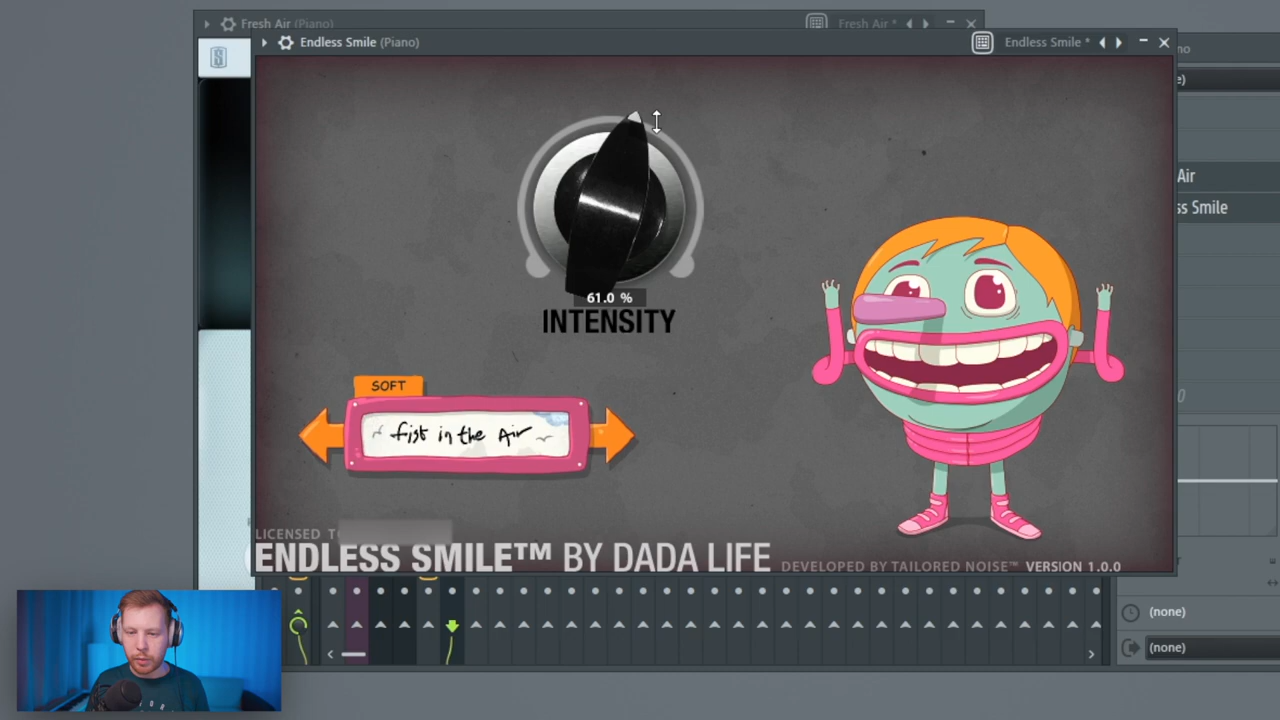 Fresh Air (Piano)
Fresh Air *
Endless Smile (Piano)
Endless Smile *
Air
61.0 %
INTENSITY
SOFT
fist in the Air
LICENSED
ENDLESS SMILE™ BY DADA LIFE
DEVELOPED BY TAILORED NOISE™ VERSION 1.0.0
ss Smile
(none)
(none)